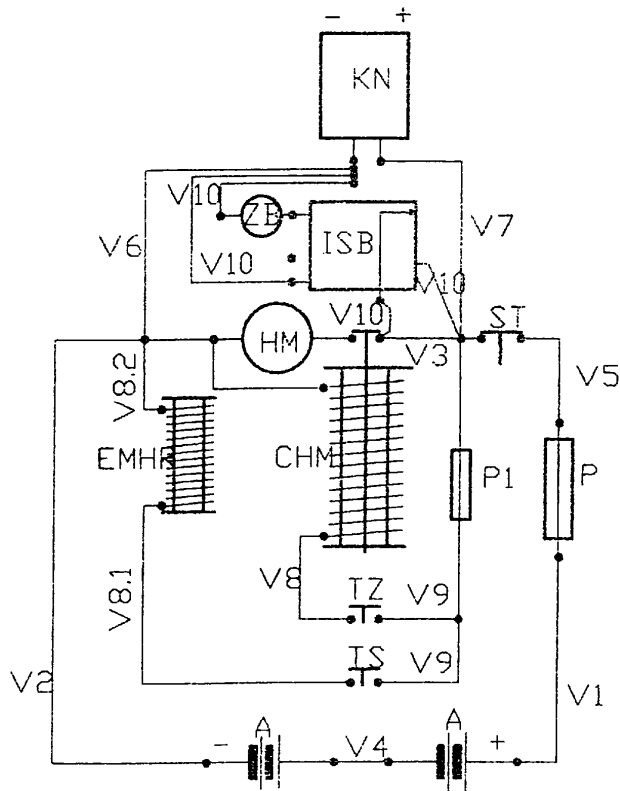 - +
KN
V10
ZB
ISB
V6
V10
V7
V10
V10
ST
HM
V3
V8.2
V5
EMHR
CHM
P1
P
V8
TZ
V9
V8.1
TS
V9
V2
V1
A
A
-
V4
+